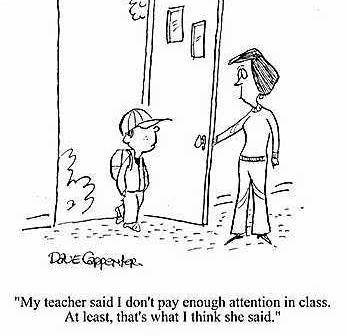 Dave Carpenter
"My teacher said I don't pay enough attention in class.
At least, that's what I think she said."